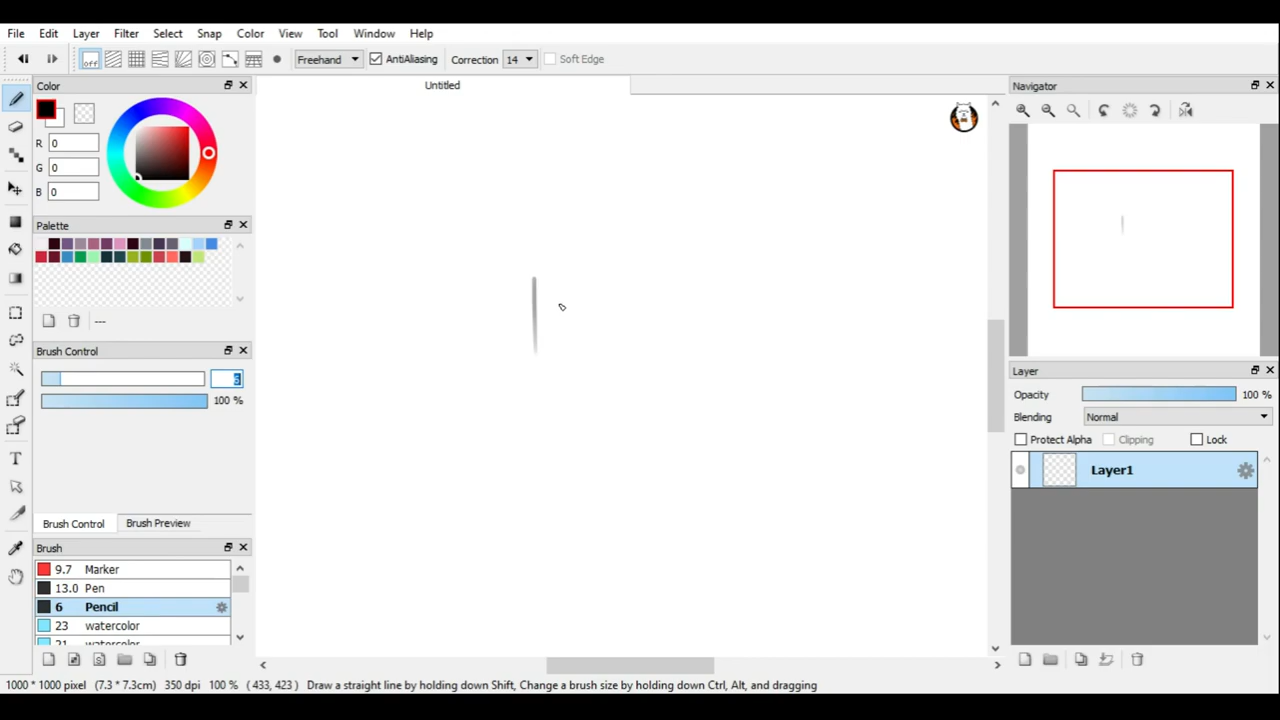 File Edit Layer Filter Select Snap Color View Tool Window Help
off Freehand AntiAliasing Correction 14 Soft Edge
Color
R 0
G 0
B 0
Palette
---
Brush Control
6
100 %
Brush Control Brush Preview
Brush
9.7 Marker
13.0 Pen
6 Pencil
23 watercolor
21 watercolor
Untitled
Navigator
Layer
Opacity 100 %
Blending Normal
Protect Alpha Clipping Lock
Layer1
1000 * 1000 pixel (7.3 * 7.3cm) 350 dpi 100 % ( 433, 423 ) Draw a straight line by holding down Shift, Change a brush size by holding down Ctrl, Alt, and dragging